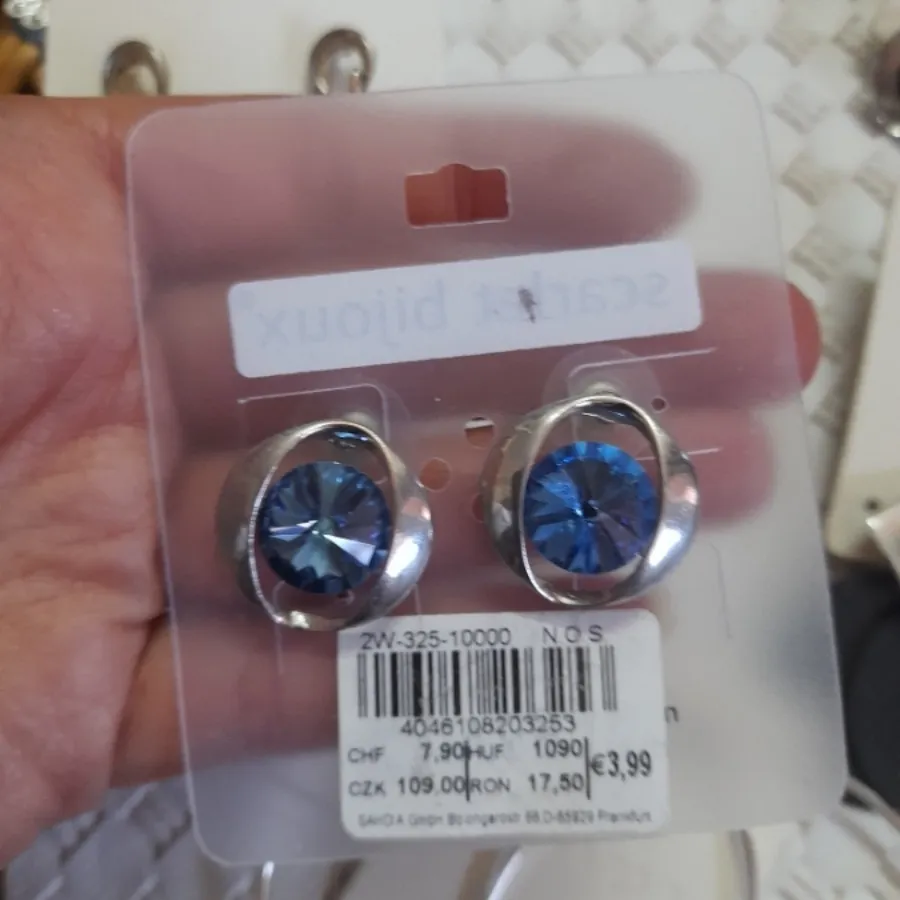 scarlet bijoux
2W-325-10000 N O S
4046108203253
CHF 7,90 HUF 1090 €3,99
CZK 109,00 RON 17,50